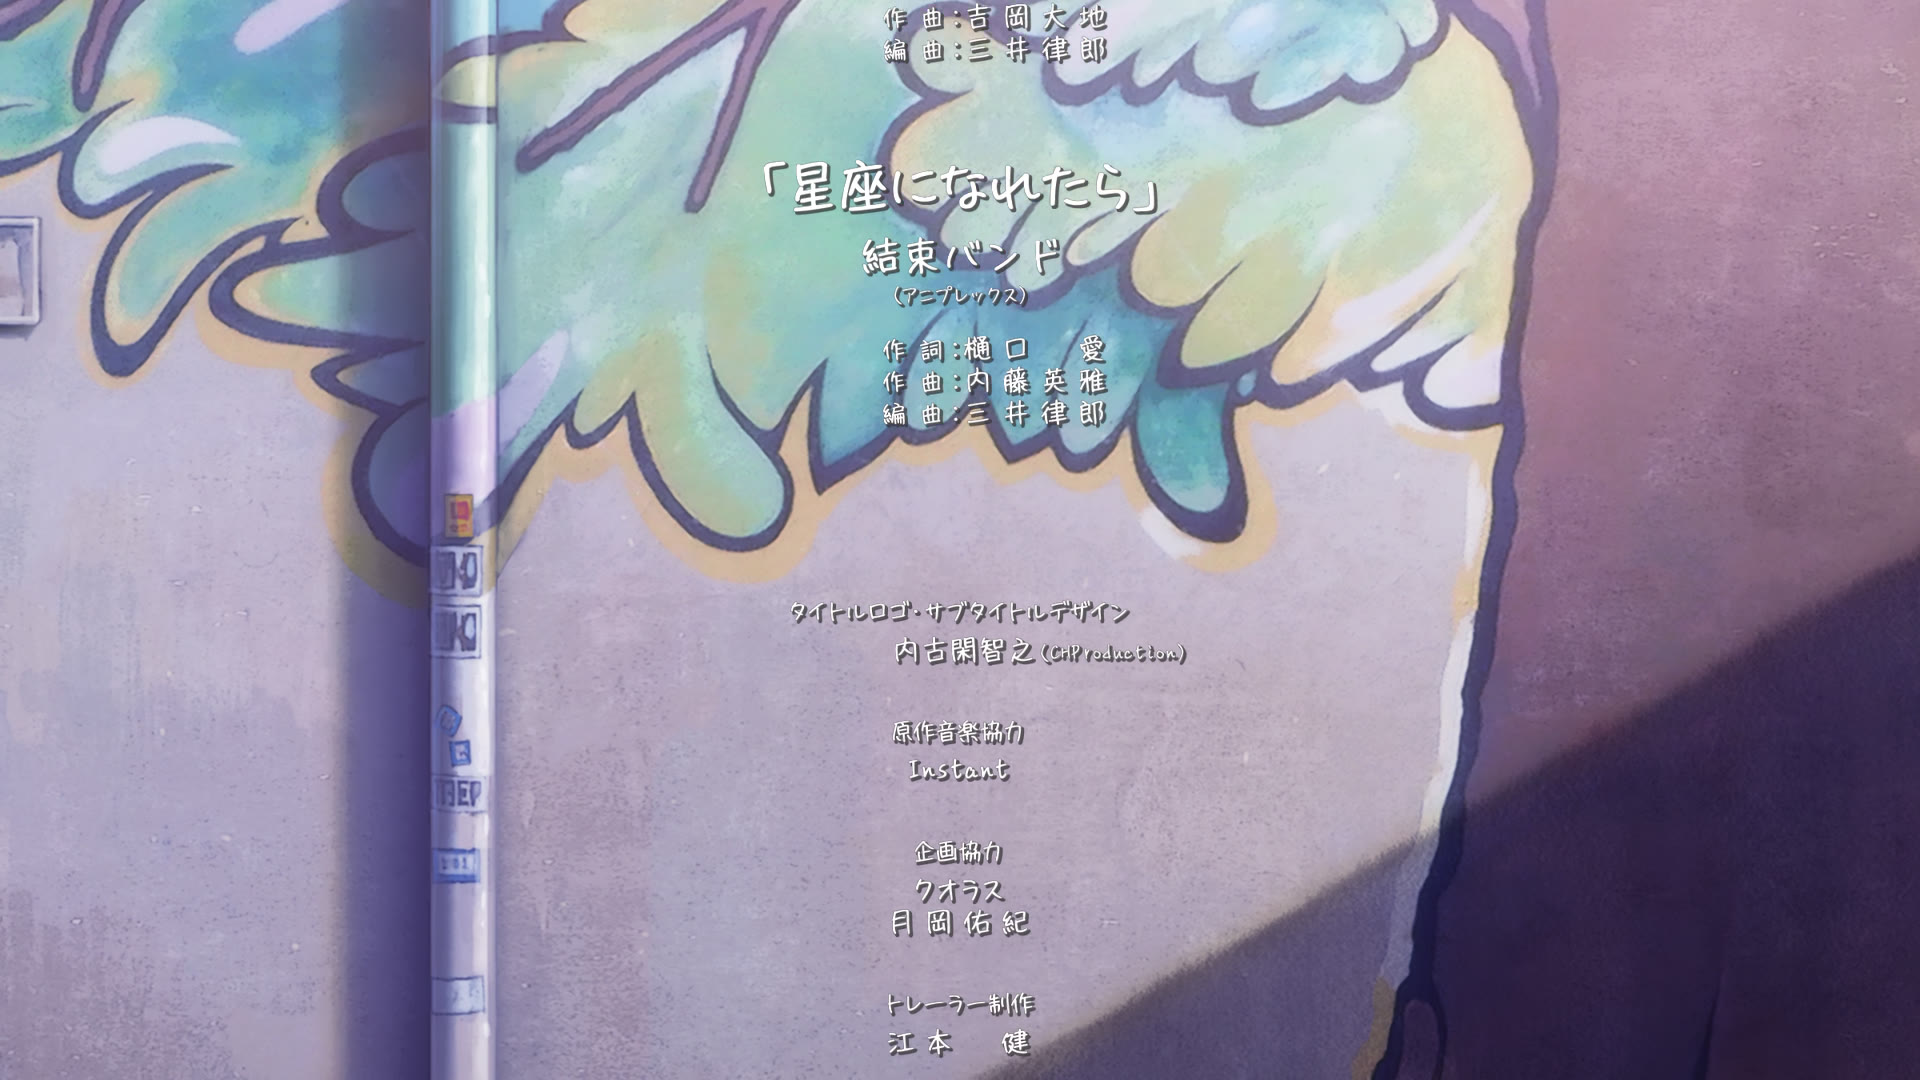 作曲:吉岡大地
編曲:三井律郎
「星座になれたら」
結束バンド
(アニプレックス)
作詞:樋口 愛
作曲:内藤英雅
編曲:三井律郎
タイトルロゴ・サブタイトルデザイン
内古閑智之(CHProduction)
原作音楽協力
Instant
企画協力
クオラス
月岡佑紀
トレーラー制作
江本 健